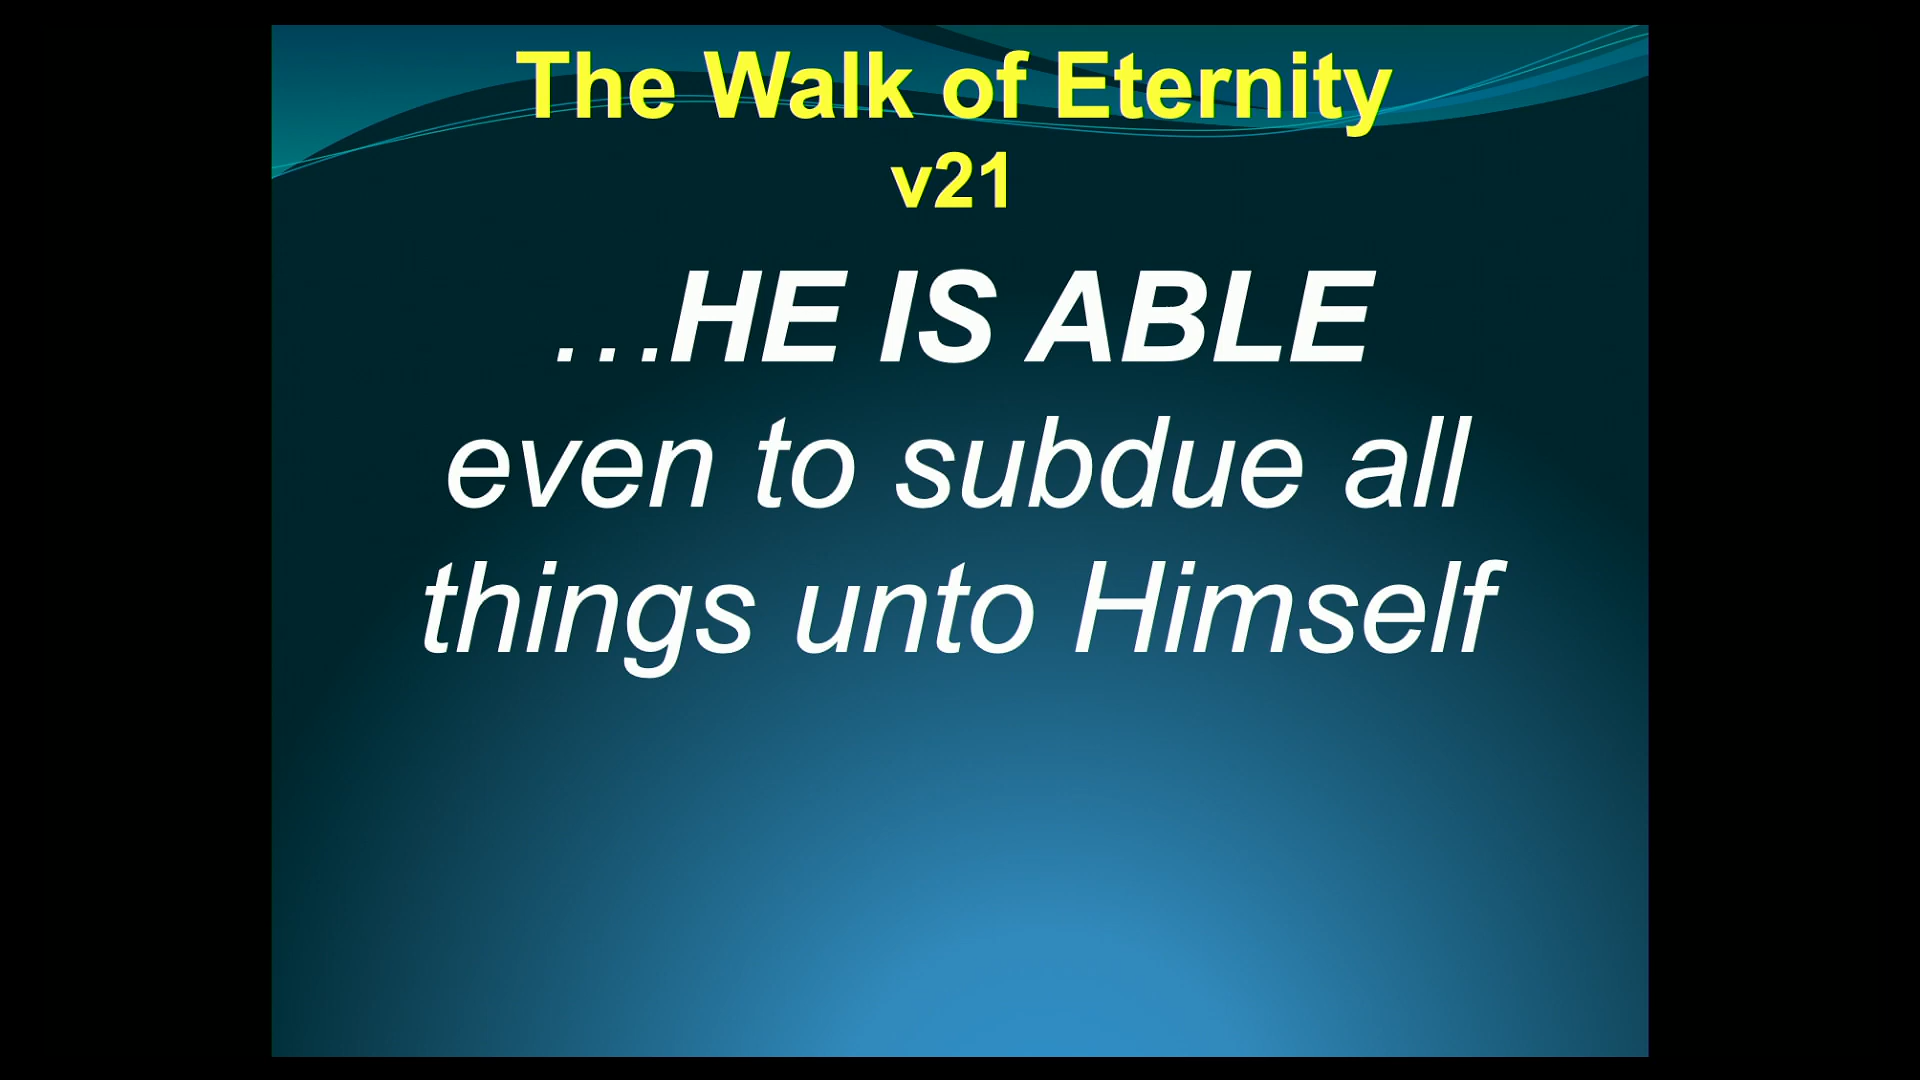 The Walk of Eternity
v21
…HE IS ABLE
even to subdue all
things unto Himself